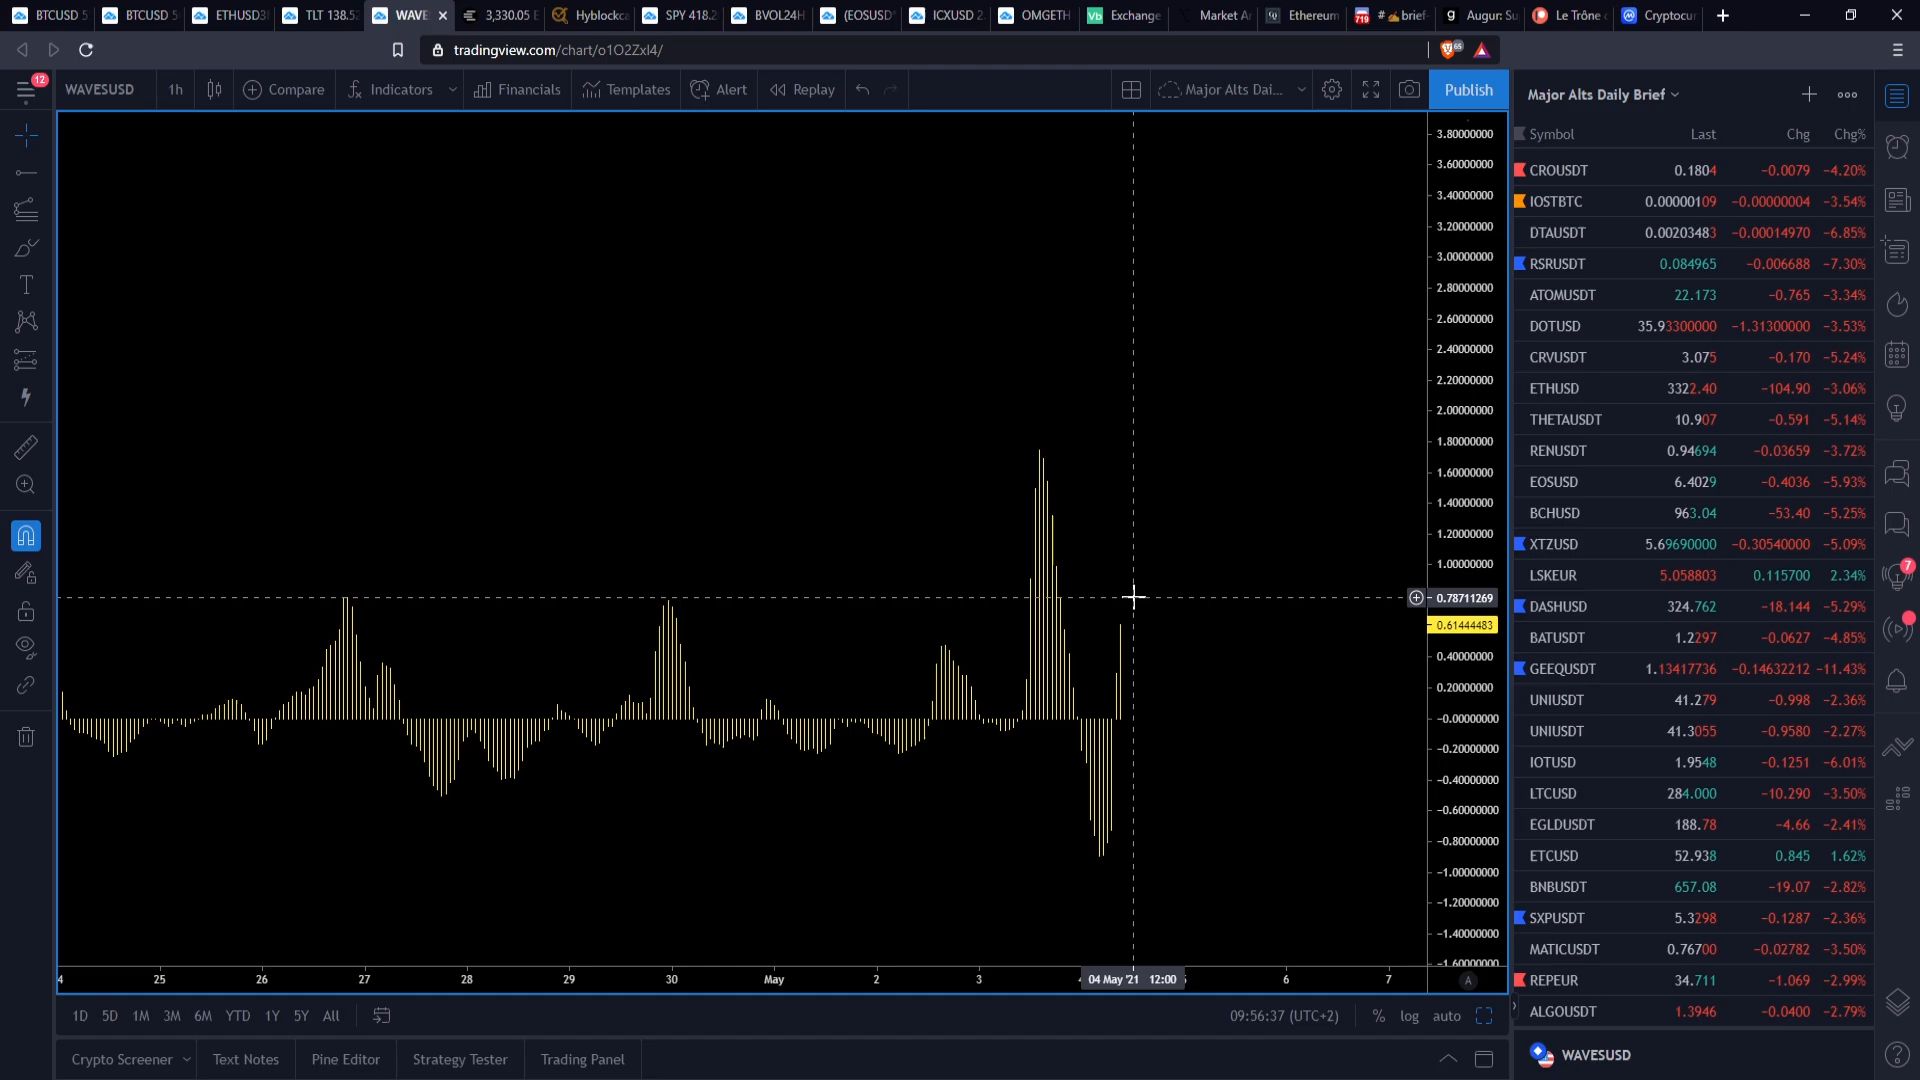 BTCUSD 5 BTCUSD 5 ETHUSD3 TLT 138.5 WAVE 3,330.05 E Hyblockca SPY 418.2 BVOL24H (EOSUSD ICXUSD 2. OMGETH Exchange Market A Ethereum # brief- Augur: Su Le Trône Cryptocur
tradingview.com/chart/o1O2ZxI4/
12 WAVESUSD 1h Compare Indicators Financials Templates Alert Replay Major Alts Dai... Publish
Major Alts Daily Brief
Symbol Last Chg Chg%
CROUSDT 0.1804 −0.0079 −4.20%
IOSTBTC 0.00000109 −0.00000004 −3.54%
DTAUSDT 0.00203483 −0.00014970 −6.85%
RSRUSDT 0.084965 −0.006688 −7.30%
ATOMUSDT 22.173 −0.765 −3.34%
DOTUSD 35.93300000 −1.31300000 −3.53%
CRVUSDT 3.075 −0.170 −5.24%
ETHUSD 3322.40 −104.90 −3.06%
THETAUSDT 10.907 −0.591 −5.14%
RENUSDT 0.94694 −0.03659 −3.72%
EOSUSD 6.4029 −0.4036 −5.93%
BCHUSD 963.04 −53.40 −5.25%
XTZUSD 5.69690000 −0.30540000 −5.09%
LSKEUR 5.058803 0.115700 2.34%
DASHUSD 324.762 −18.144 −5.29%
BATUSDT 1.2297 −0.0627 −4.85%
GEEQUSDT 1.13417736 −0.14632212 −11.43%
UNIUSDT 41.279 −0.998 −2.36%
UNIUSDT 41.3055 −0.9580 −2.27%
IOTUSD 1.9548 −0.1251 −6.01%
LTCUSD 284.000 −10.290 −3.50%
EGLDUSDT 188.78 −4.66 −2.41%
ETCUSD 52.938 0.845 1.62%
BNBUSDT 657.08 −19.07 −2.82%
SXPUSDT 5.3298 −0.1287 −2.36%
MATICUSDT 0.76700 −0.02782 −3.50%
REPEUR 34.711 −1.069 −2.99%
ALGOUSDT 1.3946 −0.0400 −2.79%
WAVESUSD
3.80000000
3.60000000
3.40000000
3.20000000
3.00000000
2.80000000
2.60000000
2.40000000
2.20000000
2.00000000
1.80000000
1.60000000
1.40000000
1.20000000
1.00000000
0.78711269
0.61444483
0.40000000
0.20000000
−0.00000000
−0.20000000
−0.40000000
−0.60000000
−0.80000000
−1.00000000
−1.20000000
−1.40000000
−1.60000000
4 25 26 27 28 29 30 May 2 3 04 May '21 12:00 6 7 A
1D 5D 1M 3M 6M YTD 1Y 5Y All 09:56:37 (UTC+2) % log auto
Crypto Screener Text Notes Pine Editor Strategy Tester Trading Panel
7